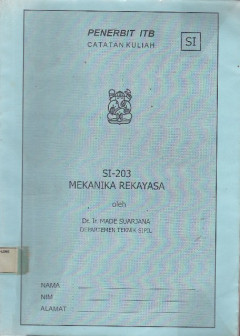 PENERBIT ITB
CATATAN KULIAH
SI
SI-203
MEKANIKA REKAYASA
oleh
Dr. Ir. MADE SUARJANA
DEPARTEMEN TEKNIK SIPIL
NAMA
NIM
ALAMAT